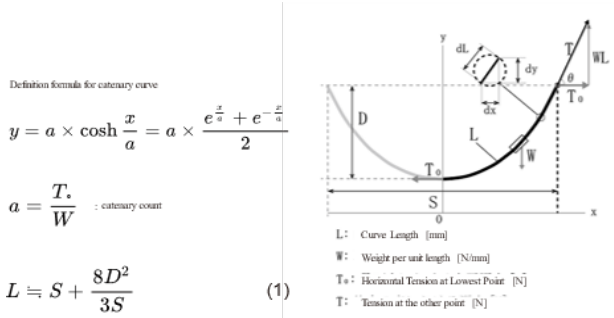 Definition formula for catenary curve
y = a × cosh x/a = a × (e^(x/a) + e^(-x/a))/2
a = T₀/W : catenary count
L ≒ S + 8D²/3S (1)
y
dL
dy
dx
T
WL
θ
T₀
D
L
W
T₀
S
0
x
L: Curve Length [mm]
W: Weight per unit length [N/mm]
T₀: Horizontal Tension at Lowest Point [N]
T: Tension at the other point [N]